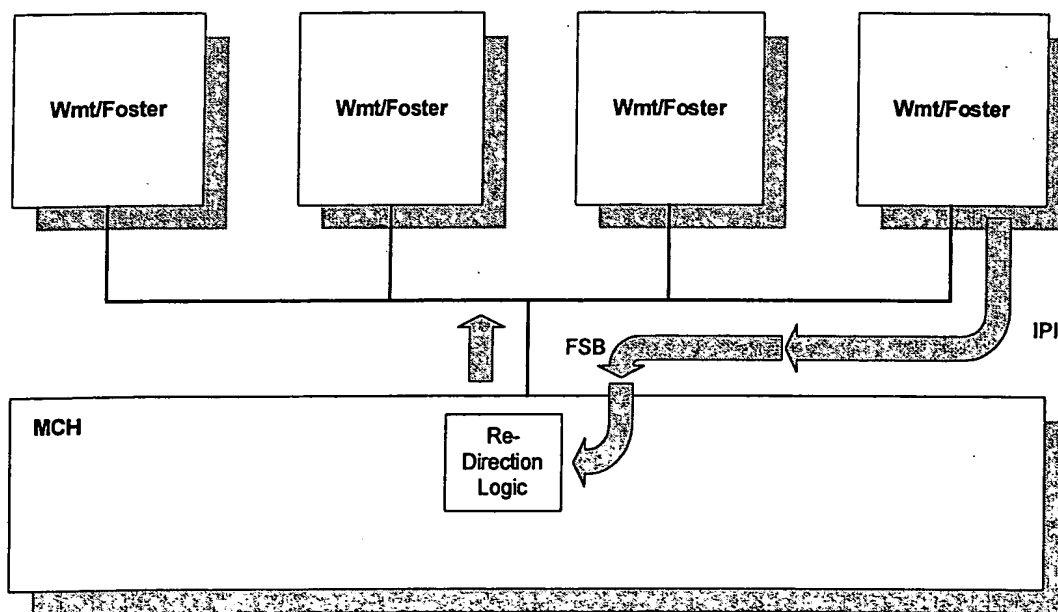 Wmt/Foster
Wmt/Foster
Wmt/Foster
Wmt/Foster
IPI
FSB
MCH
Re-
Direction
Logic